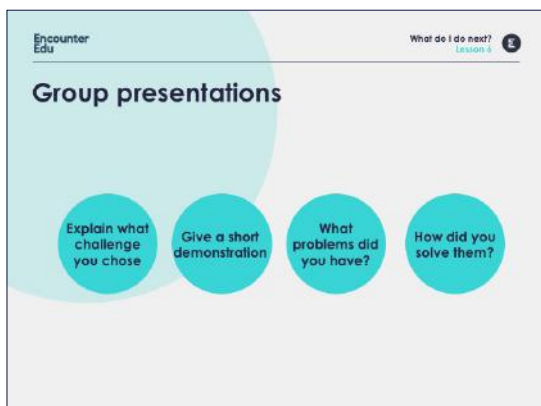 Encounter
Edu
What do I do next?
Lesson 6
E
Group presentations
Explain what
challenge
you chose
Give a short
demonstration
What
problems did
you have?
How did you
solve them?